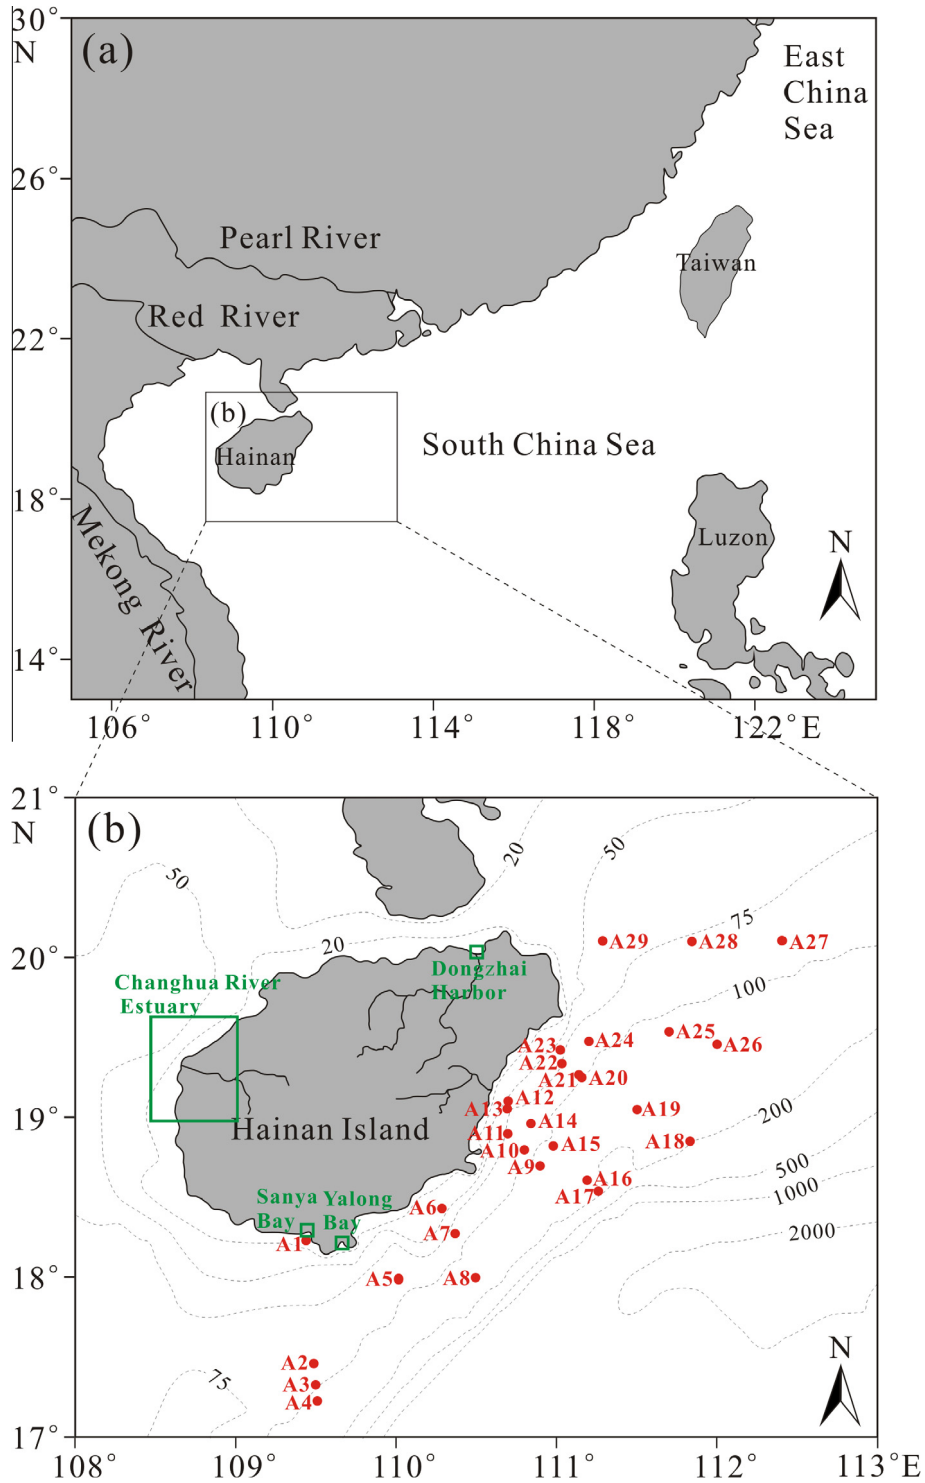 30°
N
(a)
East
China
Sea
26°
Pearl River
Taiwan
Red River
22°
(b)
South China Sea
Hainan
18°
Luzon
Mekong River
N
14°
106°
110°
114°
118°
122°E
21°
N
(b)
20
50
50
75
20
A29
A28
A27
20°
Dongzhai
Harbor
Changhua River
Estuary
100
A25
A24
A26
A23
A22
A21
A20
A12
A13
A19
200
19°
A14
A11
Hainan Island
A15
A18
A10
A9
500
A16
1000
A17
Sanya
Bay
Yalong
Bay
A6
A7
2000
A1
18°
A5
A8
N
A2
75
A3
A4
17°
108°
109°
110°
111°
112°
113°E